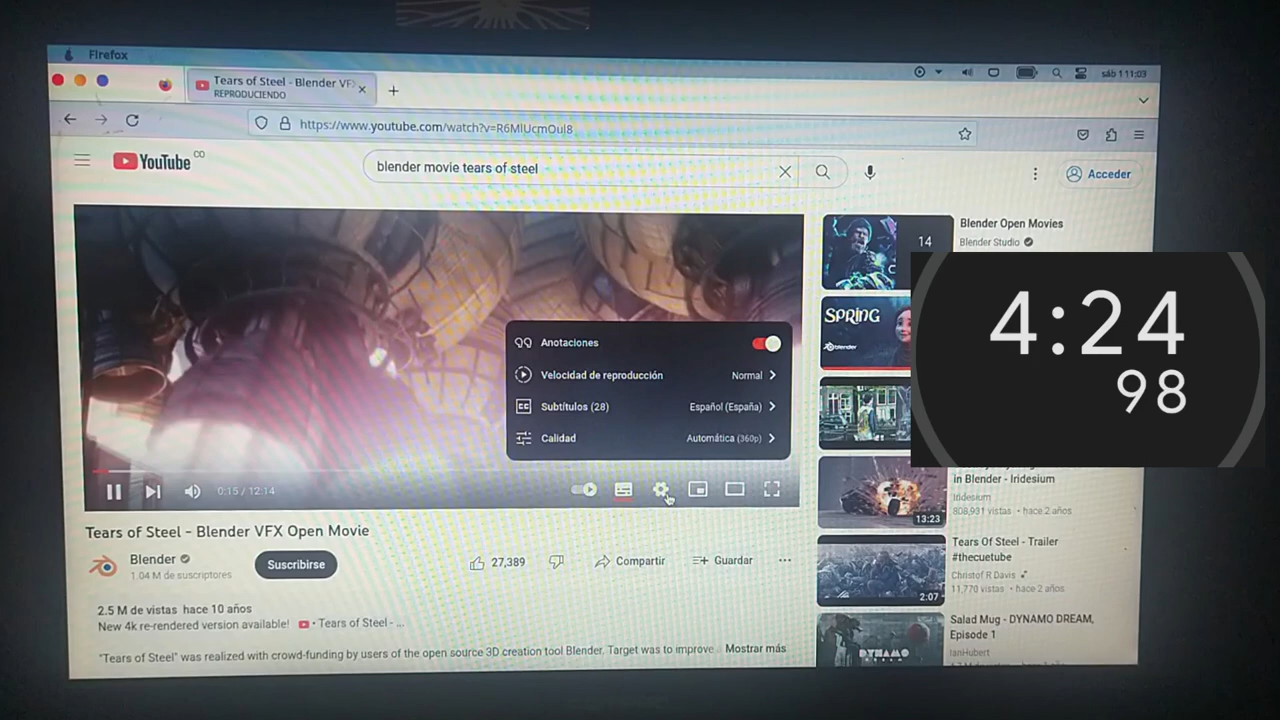 Firefox
sáb 1 11:03
Tears of Steel - Blender VFX
REPRODUCIENDO
https://www.youtube.com/watch?v=R6MlUcmOul8
YouTube CO
blender movie tears of steel
Acceder
14
Blender Open Movies
Blender Studio
SPRING
blender
4:24
98
Anotaciones
Velocidad de reproducción
Normal
Subtítulos (28)
Español (España)
Calidad
Automática (360p)
0:15 / 12:14
in Blender - Iridesium
Iridesium
808,931 vistas • hace 2 años
13:23
Tears of Steel - Blender VFX Open Movie
Blender
1.04 M de suscriptores
Suscribirse
27,389
Compartir
Guardar
Tears Of Steel - Trailer
#thecuetube
Christof R Davis
11,770 vistas • hace 2 años
2:07
2.5 M de vistas hace 10 años
New 4k re-rendered version available! • Tears of Steel - ...
"Tears of Steel" was realized with crowd-funding by users of the open source 3D creation tool Blender. Target was to improve
Mostrar más
Salad Mug - DYNAMO DREAM,
Episode 1
IanHubert
DYNAMO
DREAM